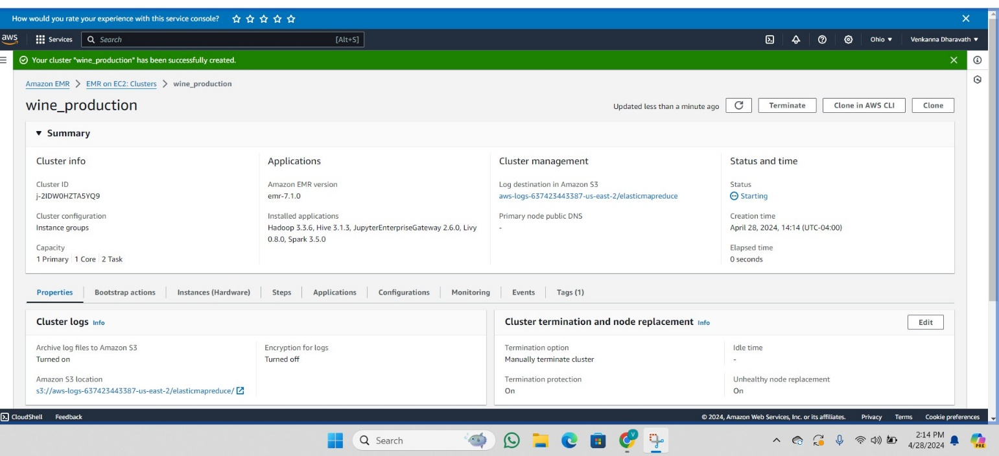 How would you rate your experience with this service console?
aws Services Search [Alt+S] Ohio Venkanna Dharavath
Your cluster "wine_production" has been successfully created.
Amazon EMR > EMR on EC2: Clusters > wine_production
wine_production
Updated less than a minute ago Terminate Clone in AWS CLI Clone
Summary
Cluster info
Cluster ID
j-2IDW0HZTA5YQ9
Cluster configuration
Instance groups
Capacity
1 Primary 1 Core 2 Task
Applications
Amazon EMR version
emr-7.1.0
Installed applications
Hadoop 3.3.6, Hive 3.1.3, JupyterEnterpriseGateway 2.6.0, Livy
0.8.0, Spark 3.5.0
Cluster management
Log destination in Amazon S3
aws-logs-637423443387-us-east-2/elasticmapreduce
Primary node public DNS
-
Status and time
Status
Starting
Creation time
April 28, 2024, 14:14 (UTC-04:00)
Elapsed time
0 seconds
Properties Bootstrap actions Instances (Hardware) Steps Applications Configurations Monitoring Events Tags (1)
Cluster logs Info
Archive log files to Amazon S3
Turned on
Amazon S3 location
s3://aws-logs-637423443387-us-east-2/elasticmapreduce/
Encryption for logs
Turned off
Cluster termination and node replacement Info Edit
Termination option
Manually terminate cluster
Termination protection
On
Idle time
-
Unhealthy node replacement
On
CloudShell Feedback © 2024, Amazon Web Services, Inc. or its affiliates. Privacy Terms Cookie preferences
Search
2:14 PM
4/28/2024
PRE